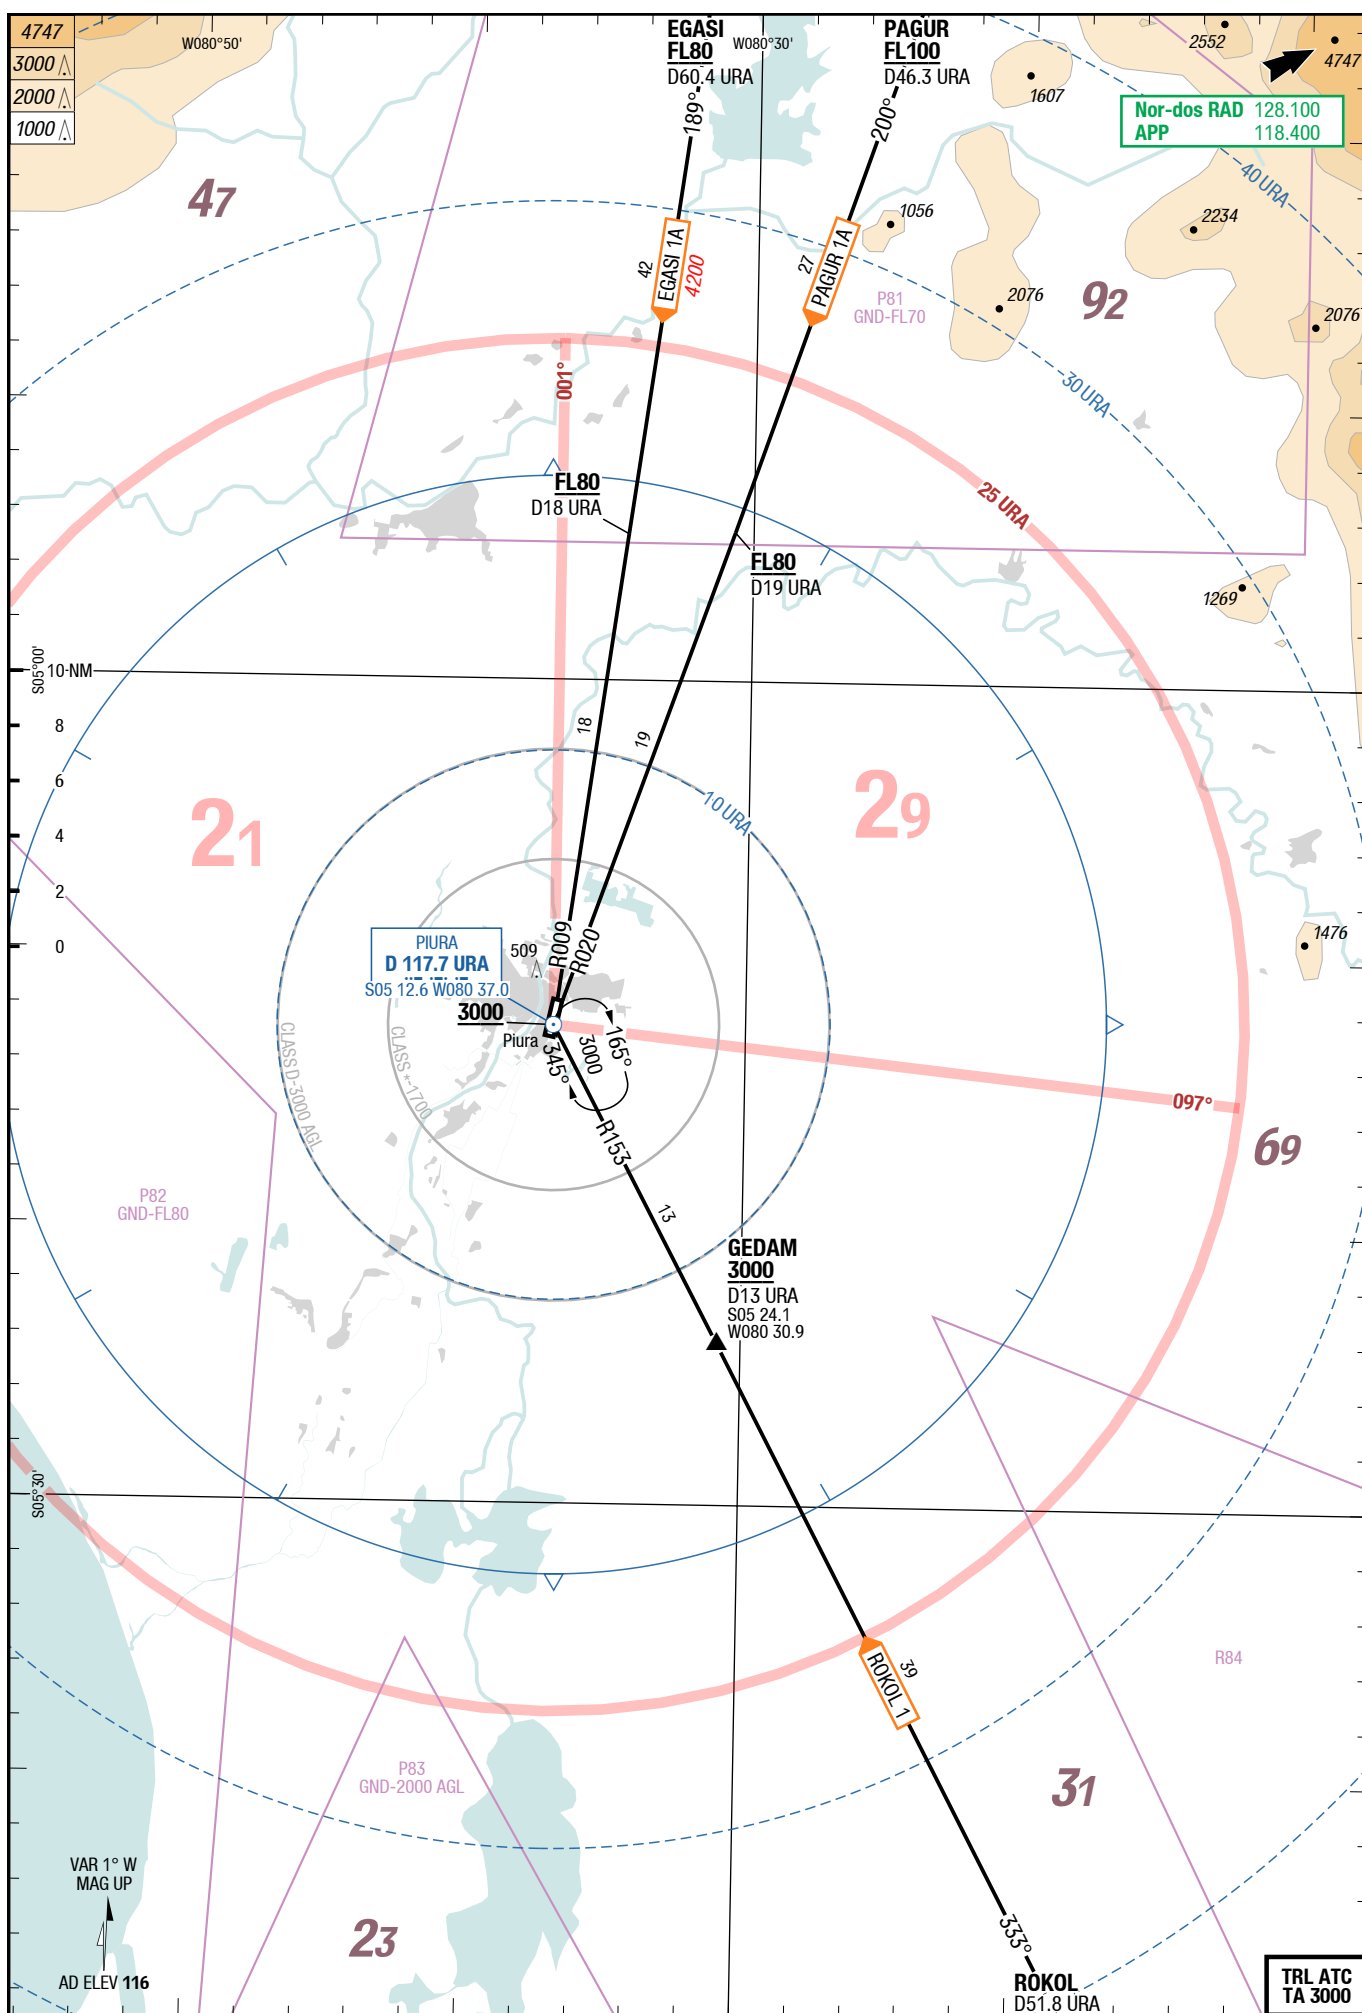 4747
3000
2000
1000
W080°50'
EGASI
FL80
D60.4 URA
W080°30'
PAGUR
FL100
D46.3 URA
2552
4747
1607
Nor-dos RAD 128.100
APP 118.400
189°
200°
40 URA
47
1056
2234
42
EGASI 1A
4200
27
PAGUR 1A
P81
GND-FL70
2076
92
2076
001°
30 URA
FL80
D18 URA
25 URA
FL80
D19 URA
1269
S05°00'
10 NM
8
6
4
2
0
18
19
21
29
10 URA
1476
PIURA
D 117.7 URA
S05 12.6 W080 37.0
509
R009
R020
3000
Piura
345°
3000
165°
CLASS D-3000 AGL
CLASS *-1700
097°
R153
69
P82
GND-FL80
13
GEDAM
3000
D13 URA
S05 24.1
W080 30.9
S05°30'
39
ROKOL 1
R84
P83
GND-2000 AGL
31
VAR 1° W
MAG UP
23
333°
AD ELEV 116
ROKOL
D51.8 URA
TRL ATC
TA 3000